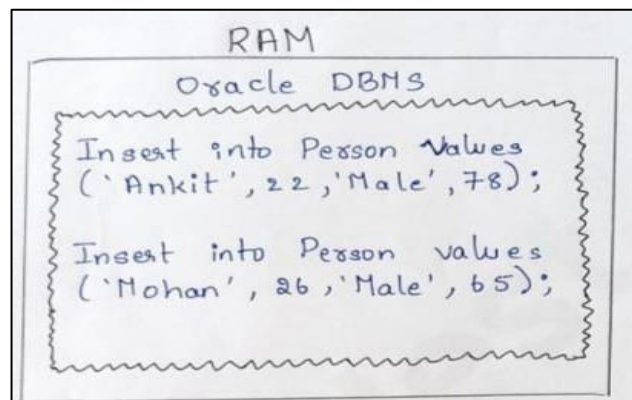 RAM
Oracle DBMS
Insert into Person Values
('Ankit', 22,'Male', 78);
Insert into Person values
('Mohan', 26,'Male', 65);